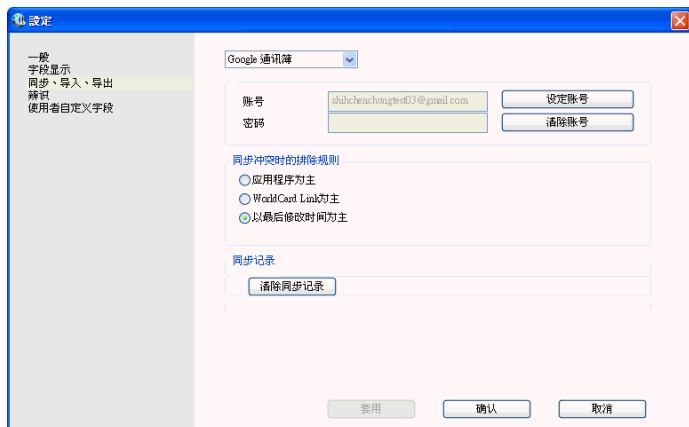 設定
一般
字段显示
同步、导入、导出
辨识
使用者自定义字段
Google 通讯簿
账号
shihchenchungtest03@gmail.com
设定账号
密码
清除账号
同步冲突时的排除规则
应用程序为主
WorldCard Link为主
以最后修改时间为主
同步记录
清除同步记录
套用
确认
取消